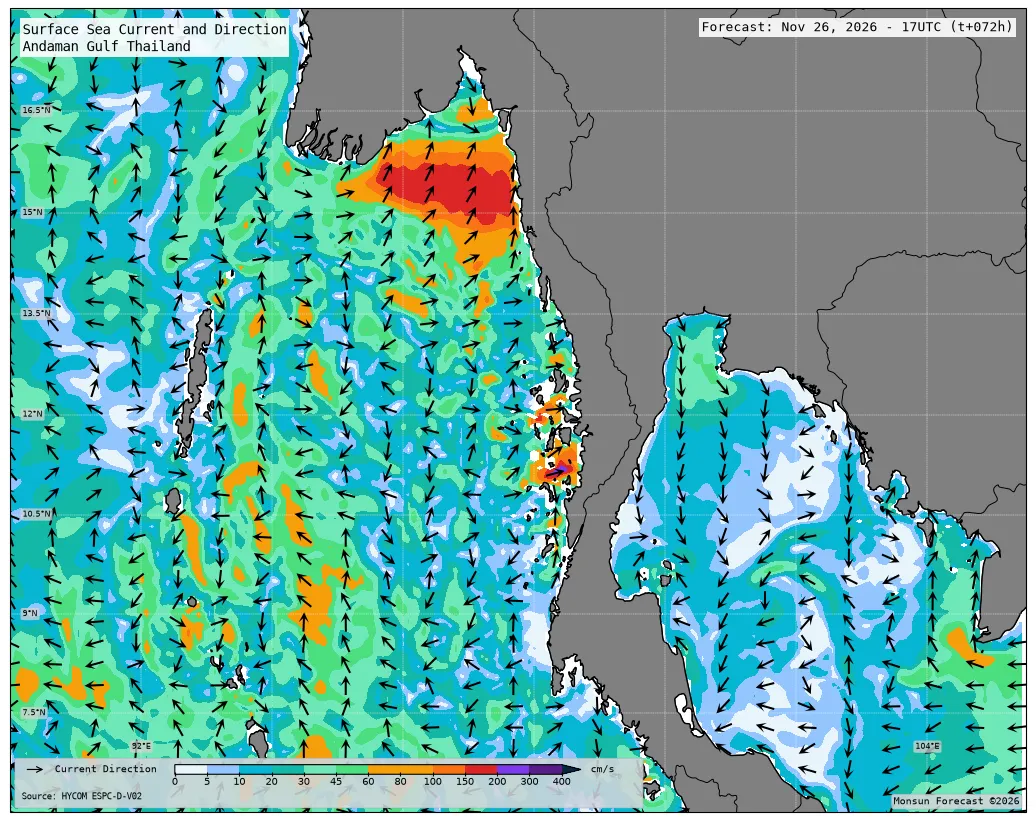 Surface Sea Current and Direction
Andaman Gulf Thailand
Forecast: Nov 26, 2026 - 17UTC (t+072h)
16.5°N
15°N
13.5°N
12°N
10.5°N
9°N
7.5°N
92°E
104°E
Current Direction
0 5 10 20 30 45 60 80 100 150 200 300 400 cm/s
Source: HYCOM ESPC-D-V02
Monsun Forecast ©2026